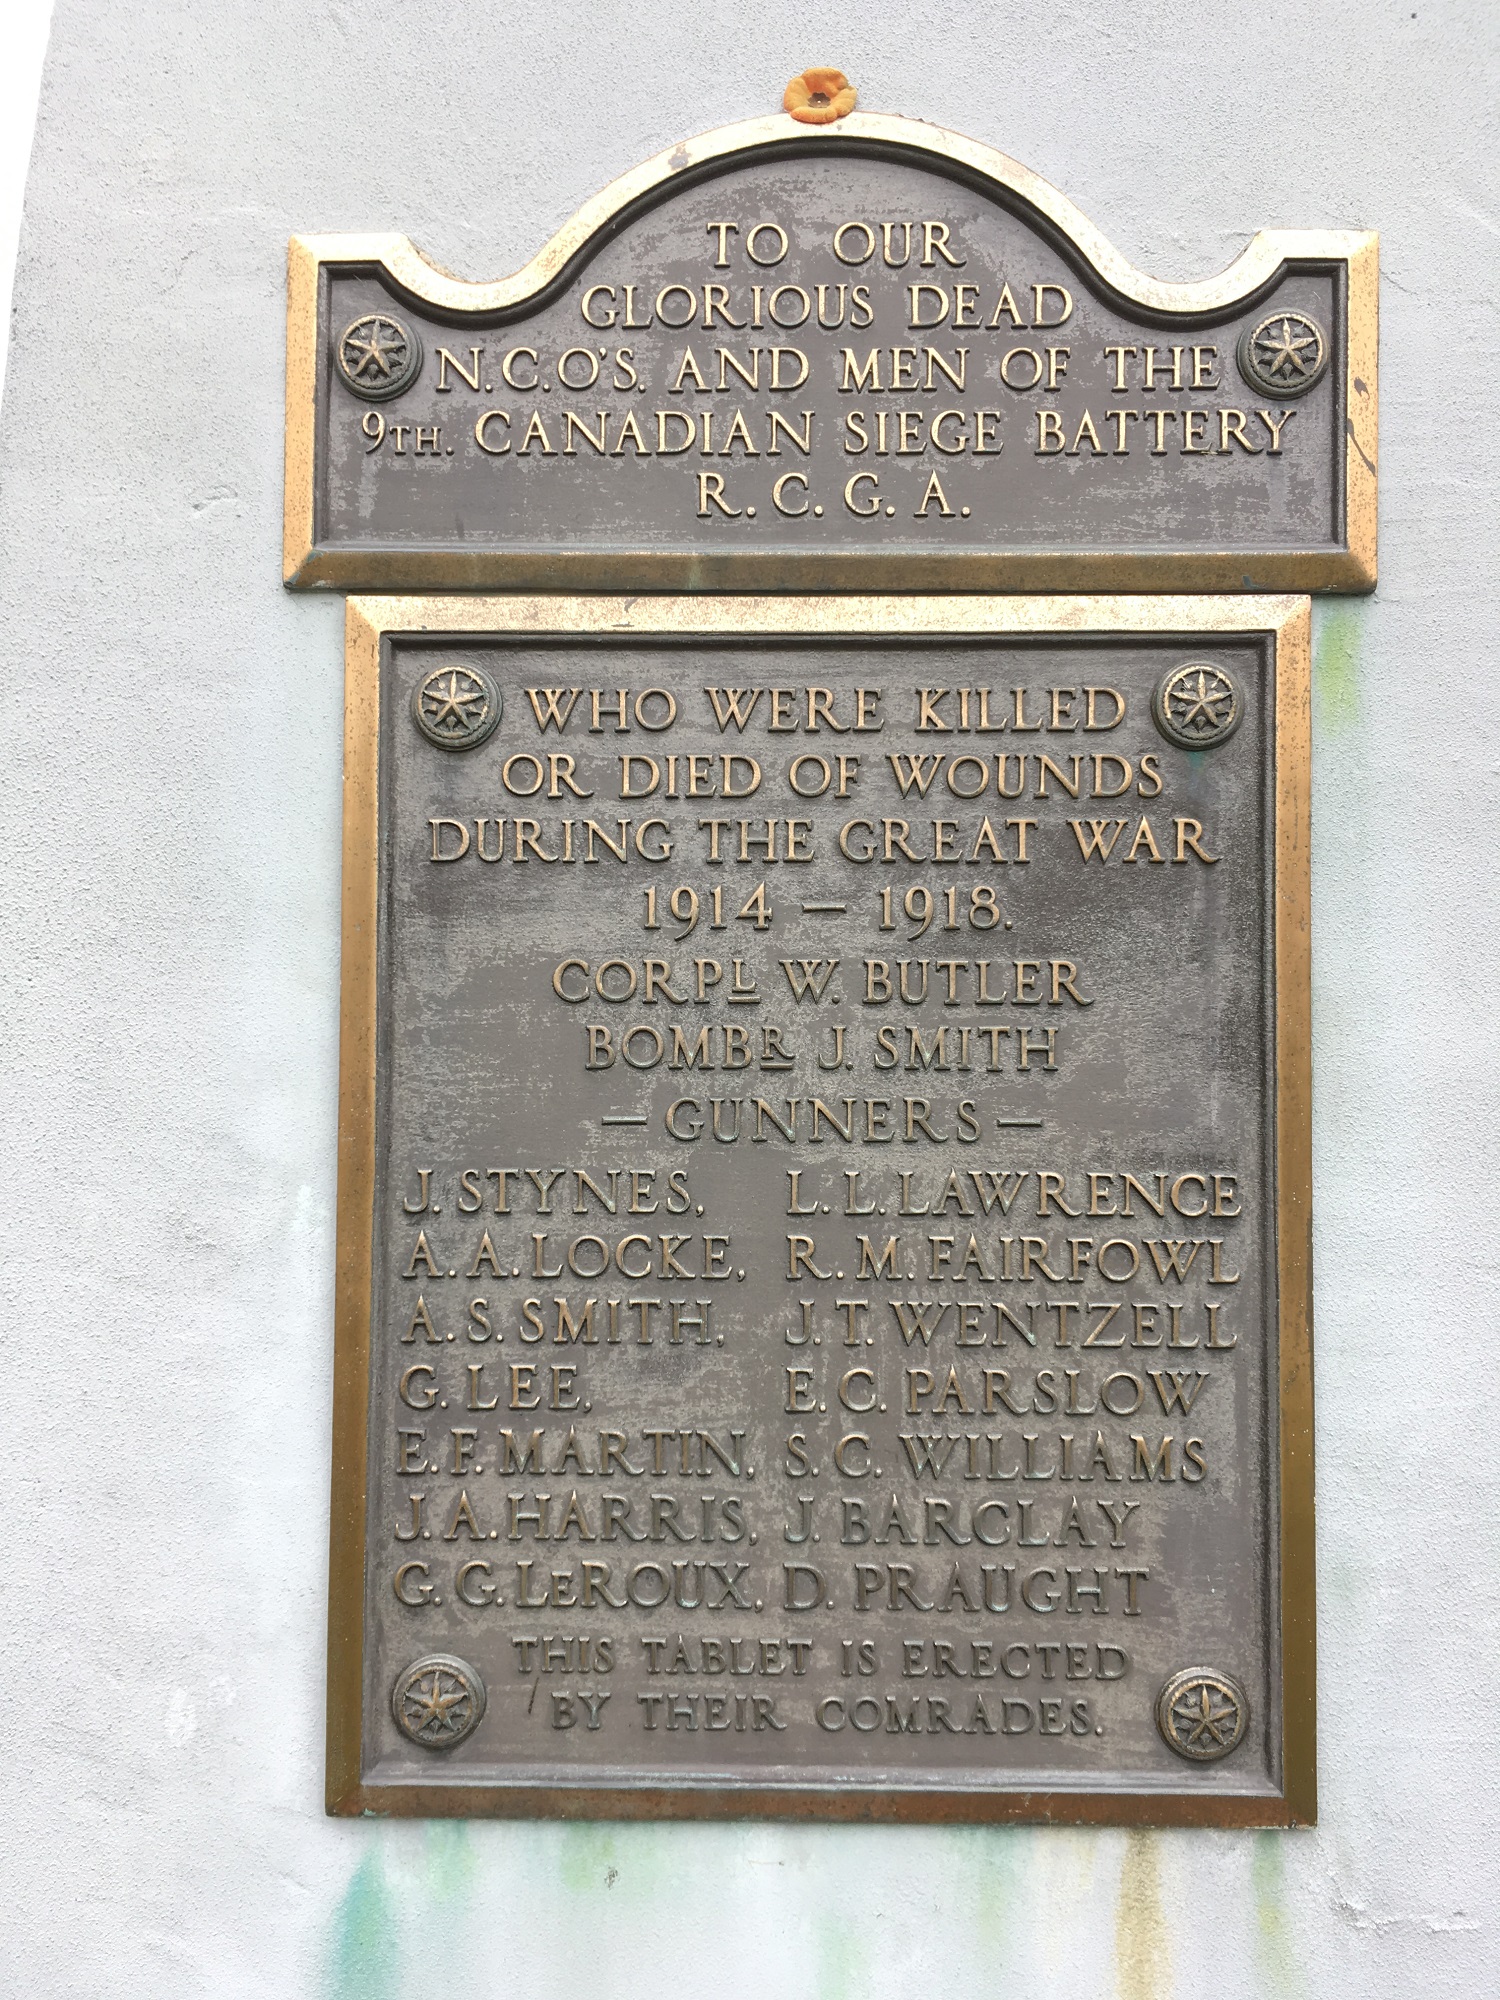 TO OUR
GLORIOUS DEAD
N.C.O'S. AND MEN OF THE
9TH. CANADIAN SIEGE BATTERY
R.C.G.A.
WHO WERE KILLED
OR DIED OF WOUNDS
DURING THE GREAT WAR
1914 – 1918.
CORPL W. BUTLER
BOMBR J. SMITH
– GUNNERS –
J. STYNES, L. L. LAWRENCE
A. A. LOCKE, R. M. FAIRFOWL
A. S. SMITH, J. T. WENTZELL
G. LEE, E. C. PARSLOW
E. F. MARTIN, S. C. WILLIAMS
J. A. HARRIS, J. BARCLAY
G. G. LEROUX, D. PRAUGHT
THIS TABLET IS ERECTED
BY THEIR COMRADES.